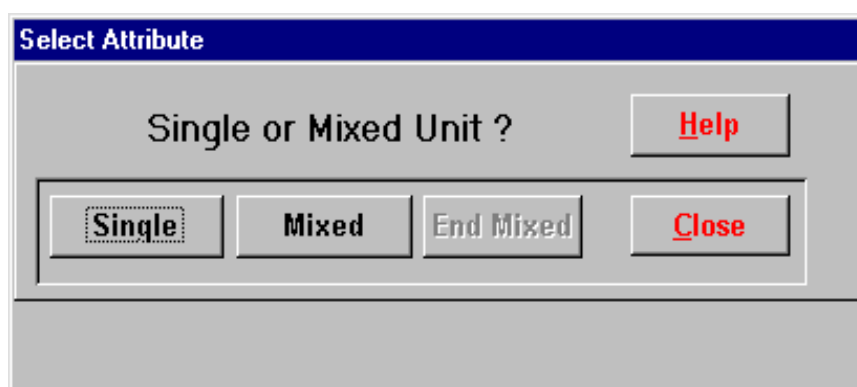 Select Attribute
Single or Mixed Unit ?
Help
Single
Mixed
End Mixed
Close